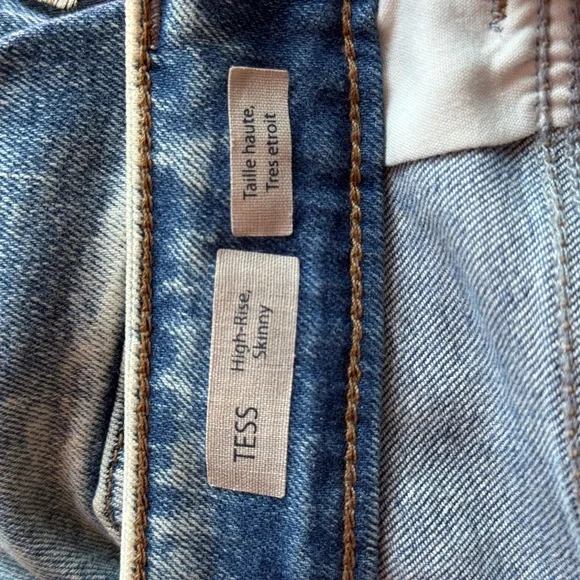 TESS
High-Rise,
Skinny
Taille haute,
Tres etroit